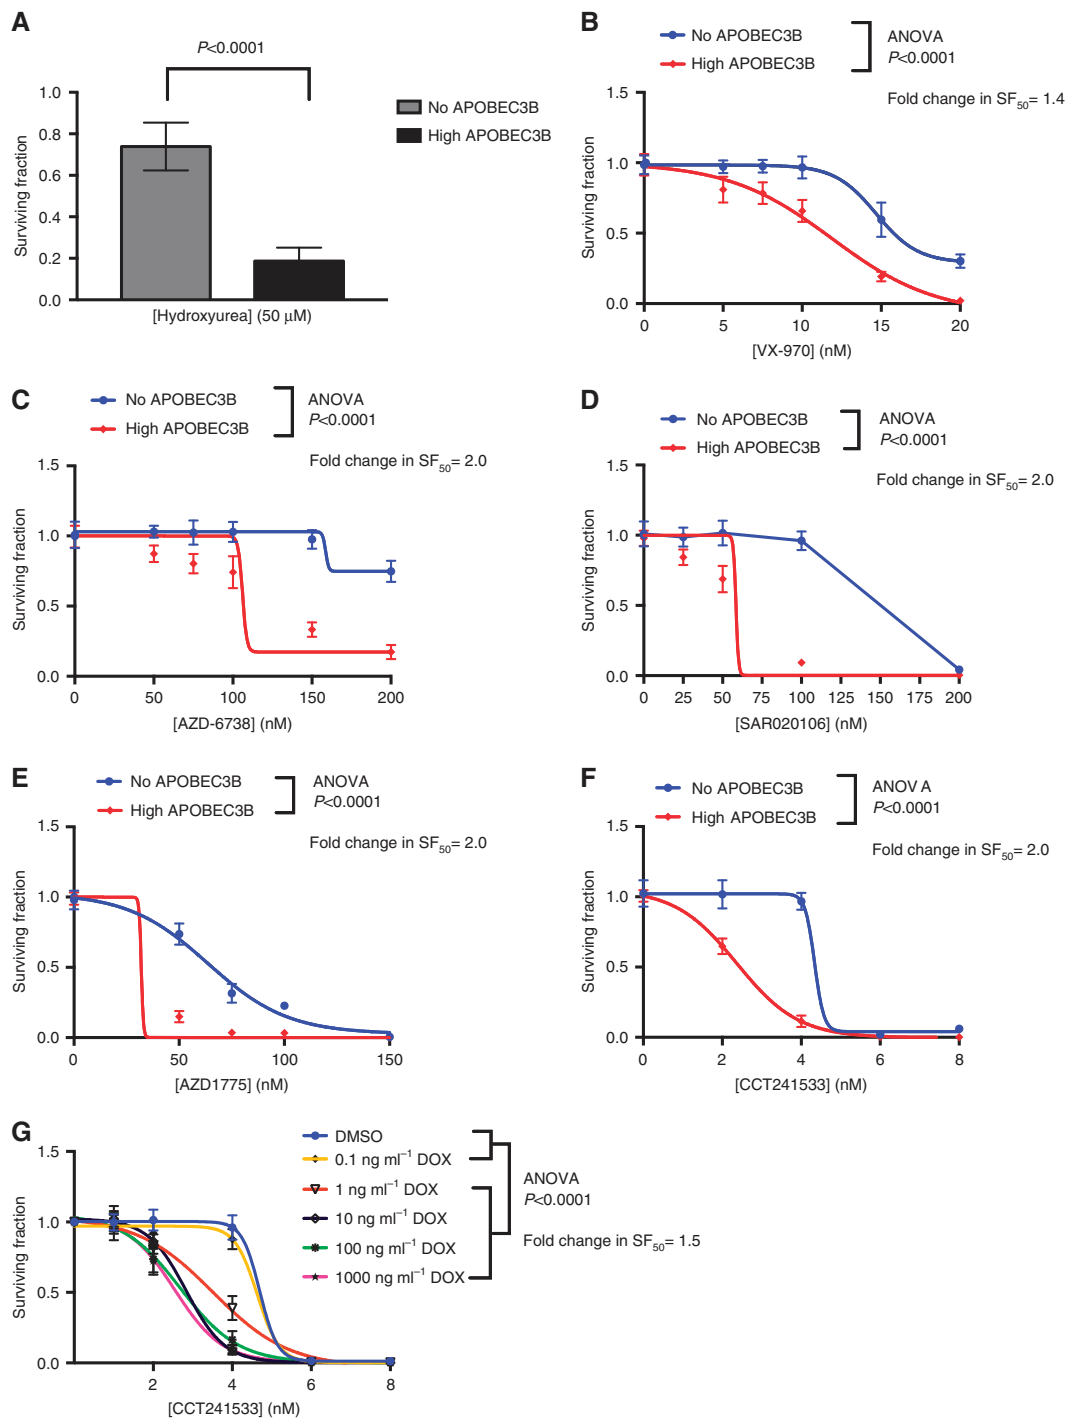 A
P<0.0001
1.0
0.8
0.6
0.4
0.2
0.0
Surviving fraction
[Hydroxyurea] (50 μM)
No APOBEC3B
High APOBEC3B
B
No APOBEC3B
High APOBEC3B
ANOVA
P<0.0001
Fold change in SF50= 1.4
1.5
1.0
0.5
0.0
Surviving fraction
0 5 10 15 20
[VX-970] (nM)
C
No APOBEC3B
High APOBEC3B
ANOVA
P<0.0001
Fold change in SF50= 2.0
1.5
1.0
0.5
0.0
Surviving fraction
0 50 100 150 200
[AZD-6738] (nM)
D
No APOBEC3B
High APOBEC3B
ANOVA
P<0.0001
Fold change in SF50= 2.0
1.5
1.0
0.5
0.0
Surviving fraction
0 25 50 75 100 125 150 175 200
[SAR020106] (nM)
E
No APOBEC3B
High APOBEC3B
ANOVA
P<0.0001
Fold change in SF50= 2.0
1.5
1.0
0.5
0.0
Surviving fraction
0 50 100 150
[AZD1775] (nM)
F
No APOBEC3B
High APOBEC3B
ANOV A
P<0.0001
Fold change in SF50= 2.0
1.5
1.0
0.5
0.0
Surviving fraction
0 2 4 6 8
[CCT241533] (nM)
G
DMSO
0.1 ng ml−1 DOX
1 ng ml−1 DOX
10 ng ml−1 DOX
100 ng ml−1 DOX
1000 ng ml−1 DOX
ANOVA
P<0.0001
Fold change in SF50= 1.5
1.5
1.0
0.5
0.0
Surviving fraction
2 4 6 8
[CCT241533] (nM)